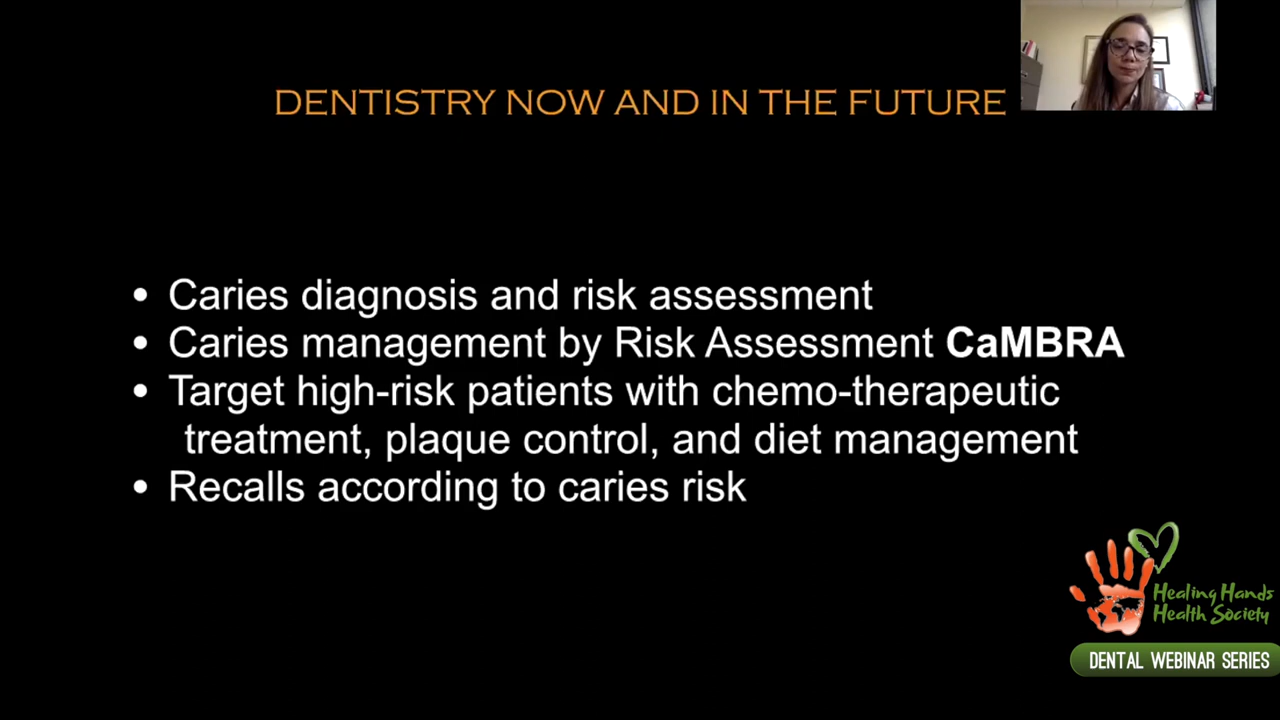 DENTISTRY NOW AND IN THE FUTURE
• Caries diagnosis and risk assessment
• Caries management by Risk Assessment CaMBRA
• Target high-risk patients with chemo-therapeutic
treatment, plaque control, and diet management
• Recalls according to caries risk
Healing Hands
Health Society
DENTAL WEBINAR SERIES